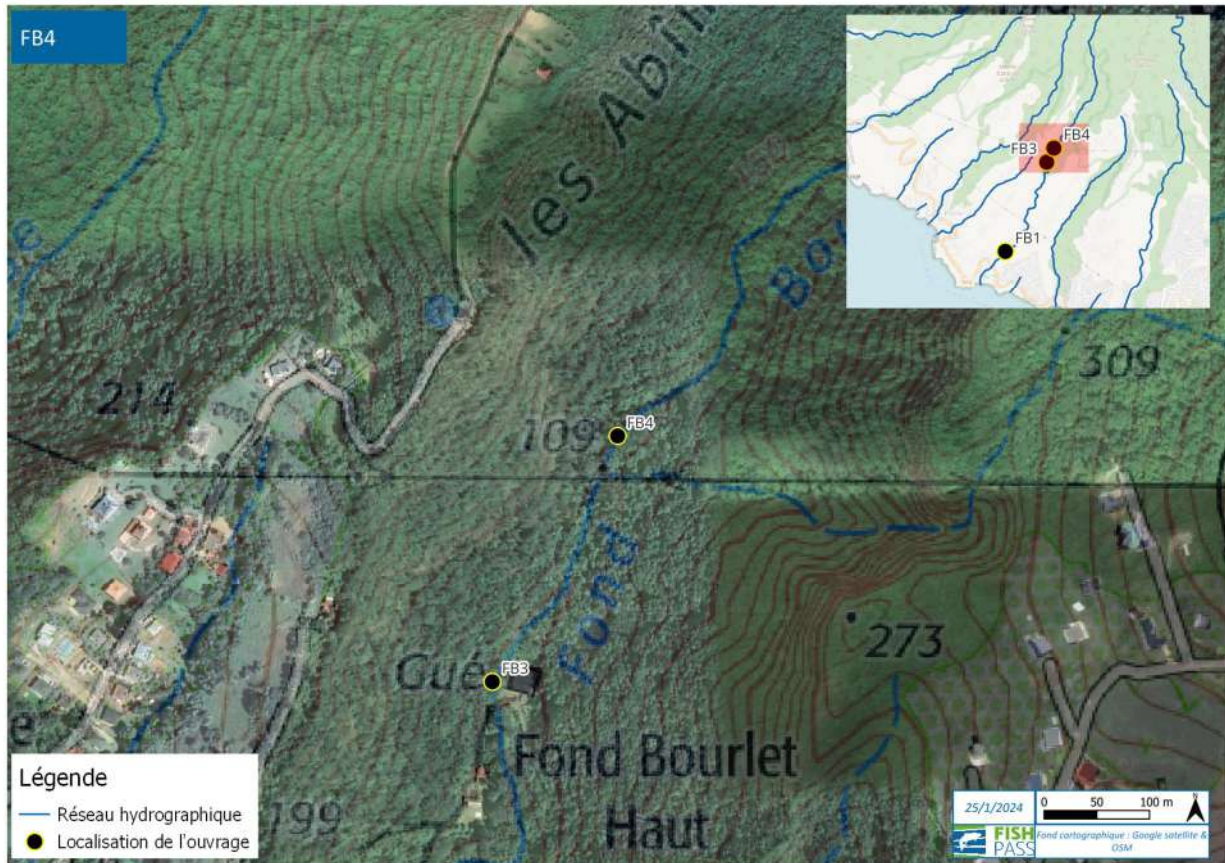 FB4
les Abîm
FB4
FB3
FB1
309
214
109
FB4
Fond
Bou
273
Gué
FB3
Fond Bourlet
Haut
199
Légende
Réseau hydrographique
Localisation de l'ouvrage
25/1/2024
0 50 100 m
N
FISH
PASS
Fond cartographique : Google satellite &
OSM